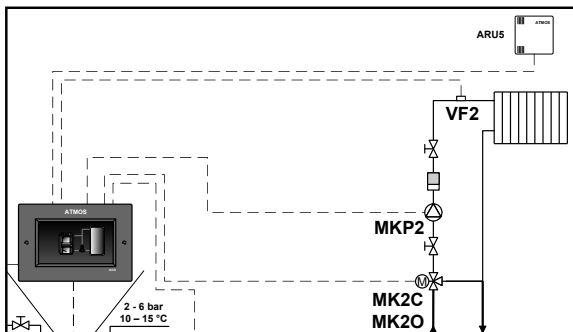 ARU5
ATMOS
VF2
ATMOS
MKP2
M
MK2C
MK2O
2 - 6 bar
10 – 15 °C